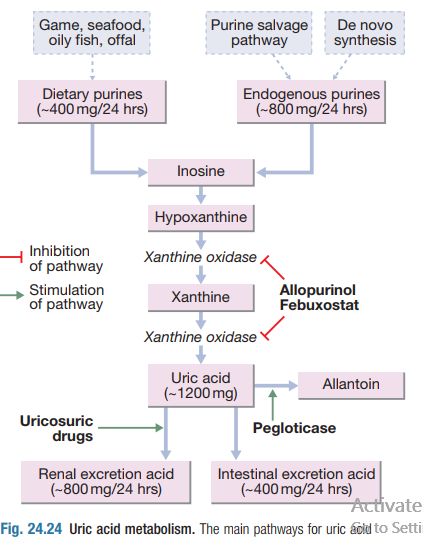 Game, seafood,
oily fish, offal
Purine salvage
pathway
De novo
synthesis
Dietary purines
(~400 mg/24 hrs)
Endogenous purines
(~800 mg/24 hrs)
Inosine
Hypoxanthine
Inhibition
of pathway
Xanthine oxidase
Stimulation
of pathway
Xanthine
Allopurinol
Febuxostat
Xanthine oxidase
Uric acid
(~1200 mg)
Allantoin
Uricosuric
drugs
Pegloticase
Renal excretion acid
(~800 mg/24 hrs)
Intestinal excretion acid
(~400 mg/24 hrs)
Activate
Fig. 24.24 Uric acid metabolism. The main pathways for uric acid
Go to Setti